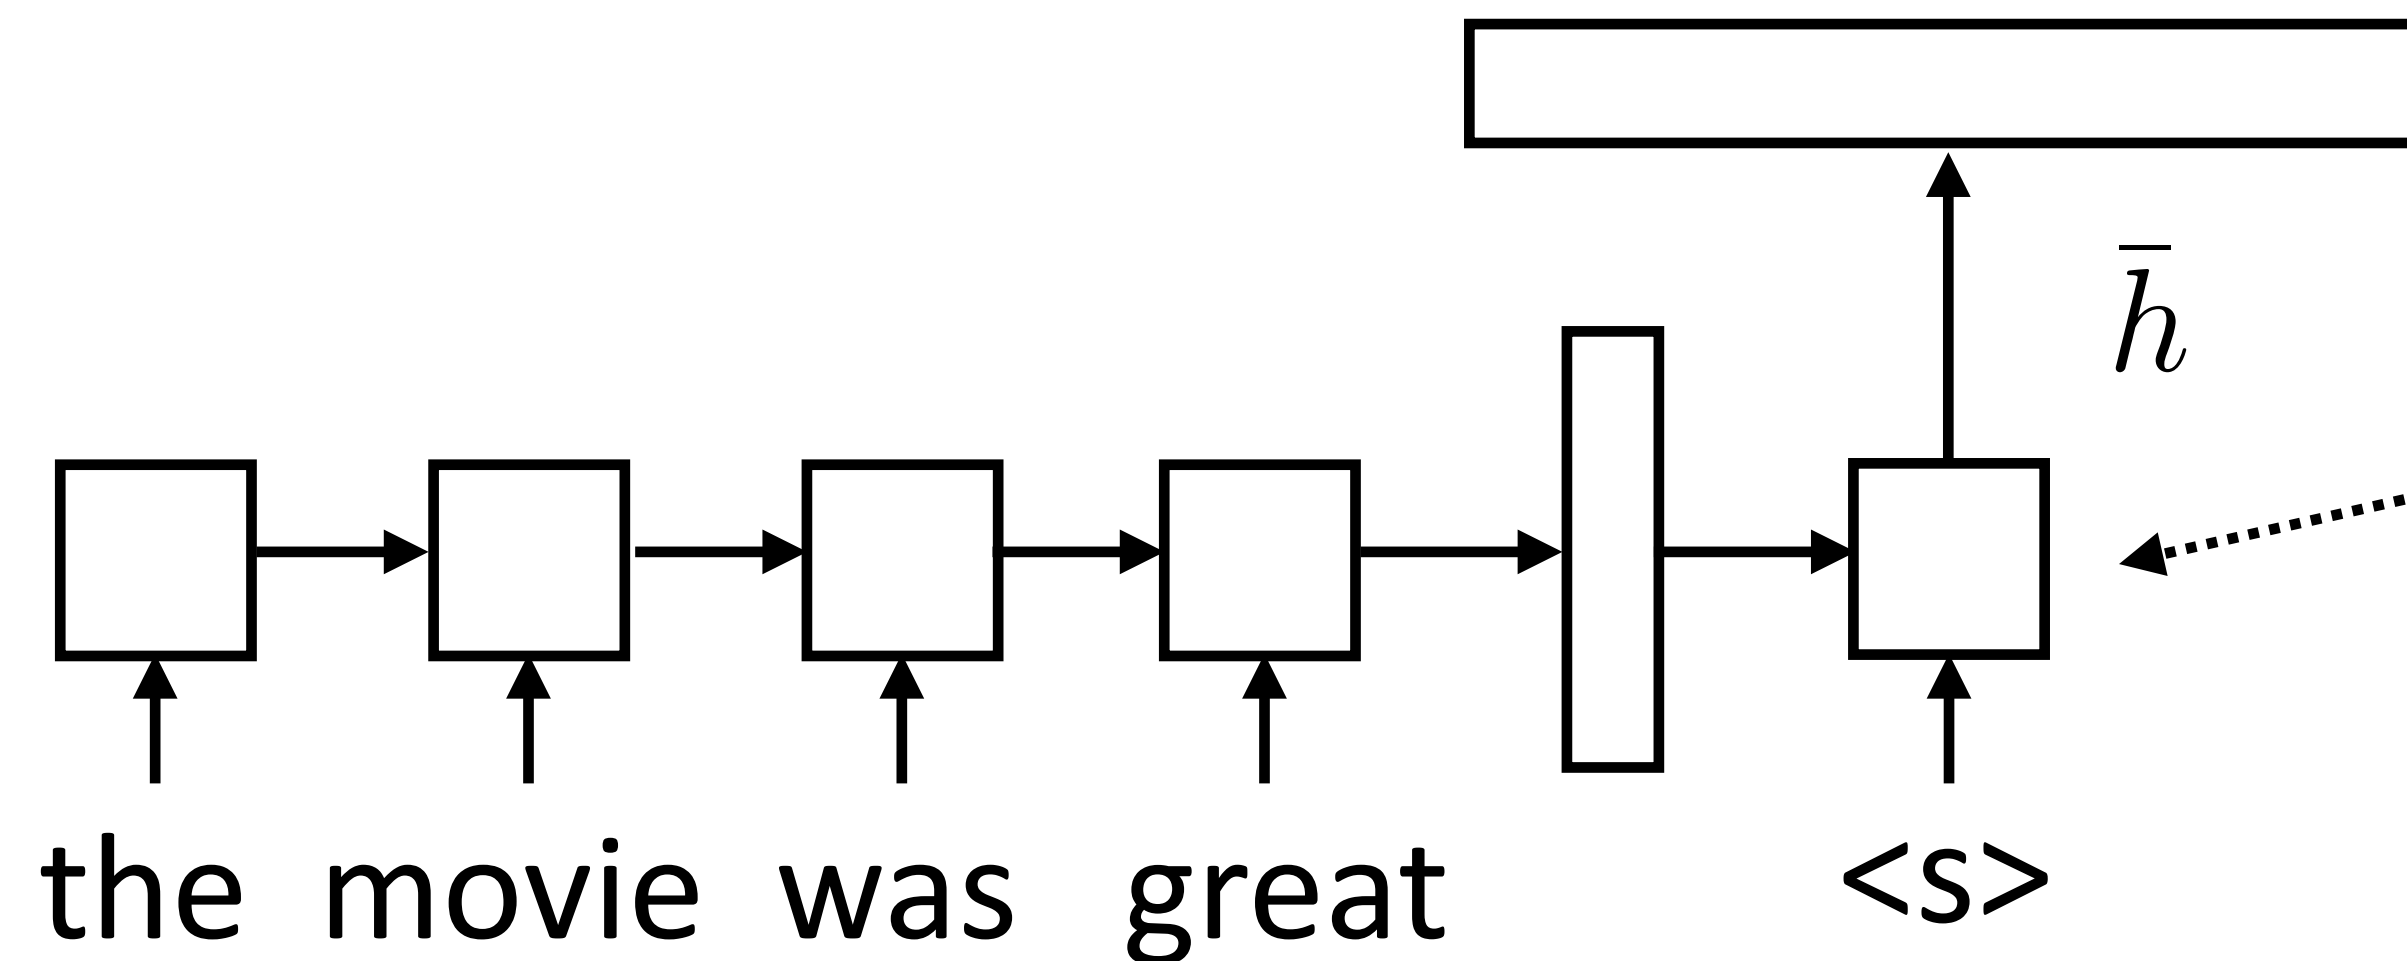 h̄
the movie was great <s>